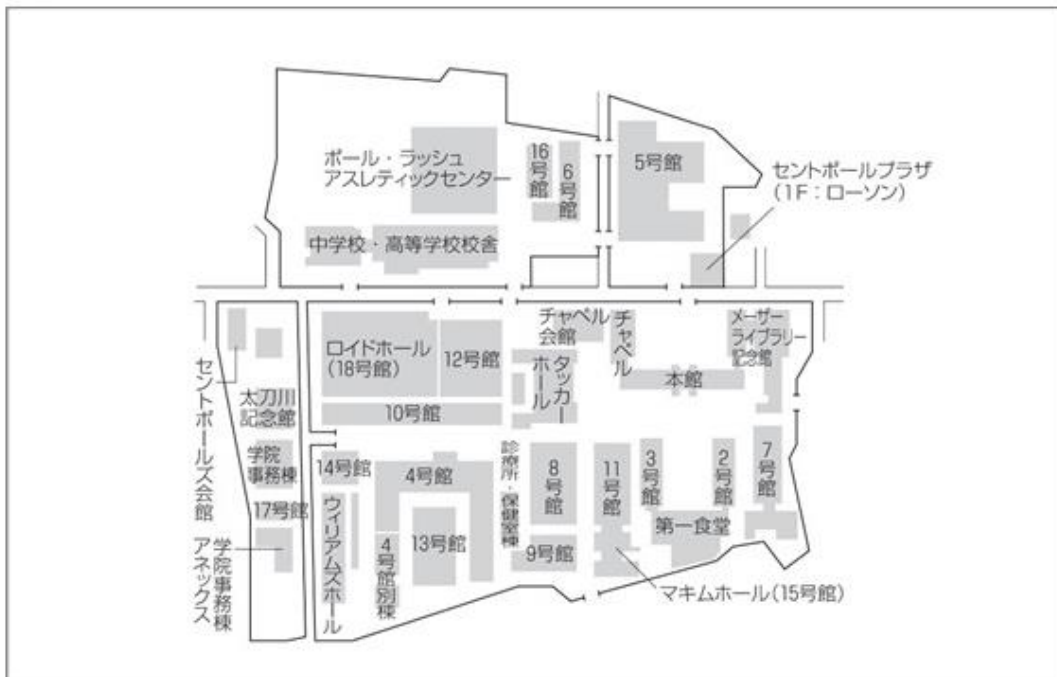 ポール・ラッシュ
アスレティックセンター
16号館
6号館
5号館
セントポールプラザ
(1F：ローソン)
中学校・高等学校校舎
ロイドホール
(18号館)
12号館
チャペル
会館
チャペル
メーザー
ライブラリー
記念館
タッカー
ホール
本館
10号館
セントポールズ会館
太刀川
記念館
学院
事務棟
17号館
学院事務棟
アネックス
14号館
4号館
診療所・保健室棟
8号館
11号館
3号館
2号館
7号館
ウィリアムズホール
4号館別棟
13号館
9号館
第一食堂
マキムホール(15号館)